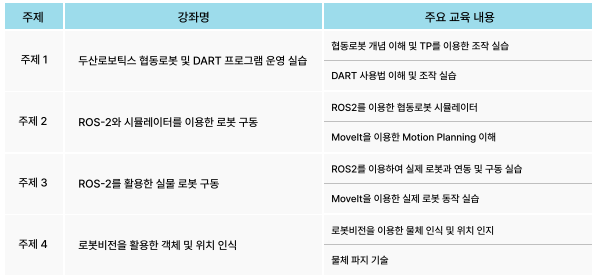 주제 강좌명 주요 교육 내용
주제 1 두산로보틱스 협동로봇 및 DART 프로그램 운영 실습
협동로봇 개념 이해 및 TP를 이용한 조작 실습
DART 사용법 이해 및 조작 실습
주제 2 ROS-2와 시뮬레이터를 이용한 로봇 구동
ROS2를 이용한 협동로봇 시뮬레이터
MoveIt을 이용한 Motion Planning 이해
주제 3 ROS-2를 활용한 실물 로봇 구동
ROS2를 이용하여 실제 로봇과 연동 및 구동 실습
MoveIt을 이용한 실제 로봇 동작 실습
주제 4 로봇비전을 활용한 객체 및 위치 인식
로봇비전을 이용한 물체 인식 및 위치 인지
물체 파지 기술